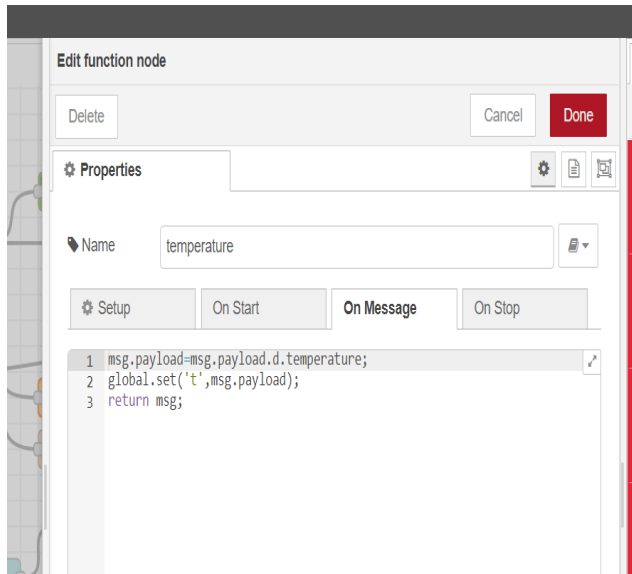 Edit function node
Delete Cancel Done
Properties
Name temperature
Setup On Start On Message On Stop
1 msg.payload=msg.payload.d.temperature;
2 global.set('t',msg.payload);
3 return msg;